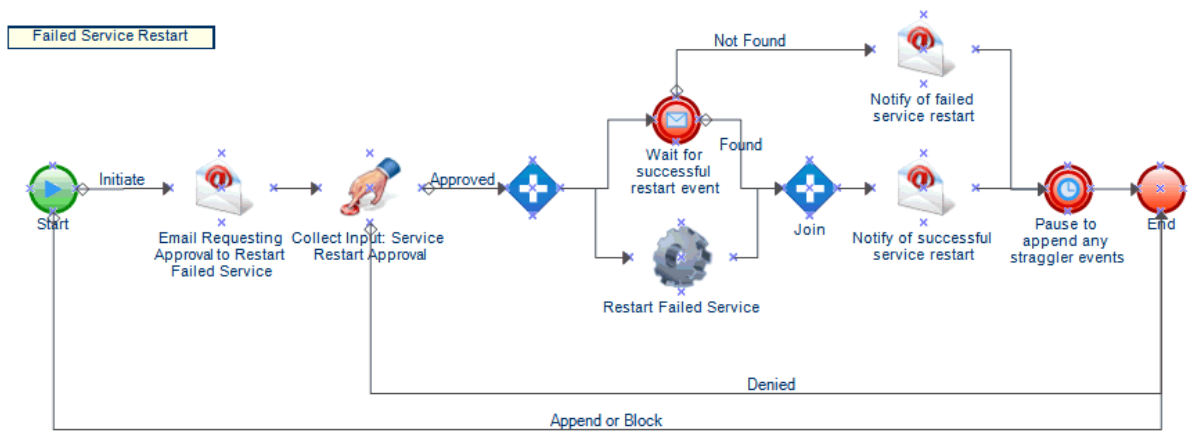 Failed Service Restart
Not Found
Notify of failed
service restart
Found
Wait for
successful
restart event
Initiate
Approved
Start
Email Requesting
Approval to Restart
Failed Service
Collect Input: Service
Restart Approval
Join
Notify of successful
service restart
Pause to
append any
straggler events
End
Restart Failed Service
Denied
Append or Block